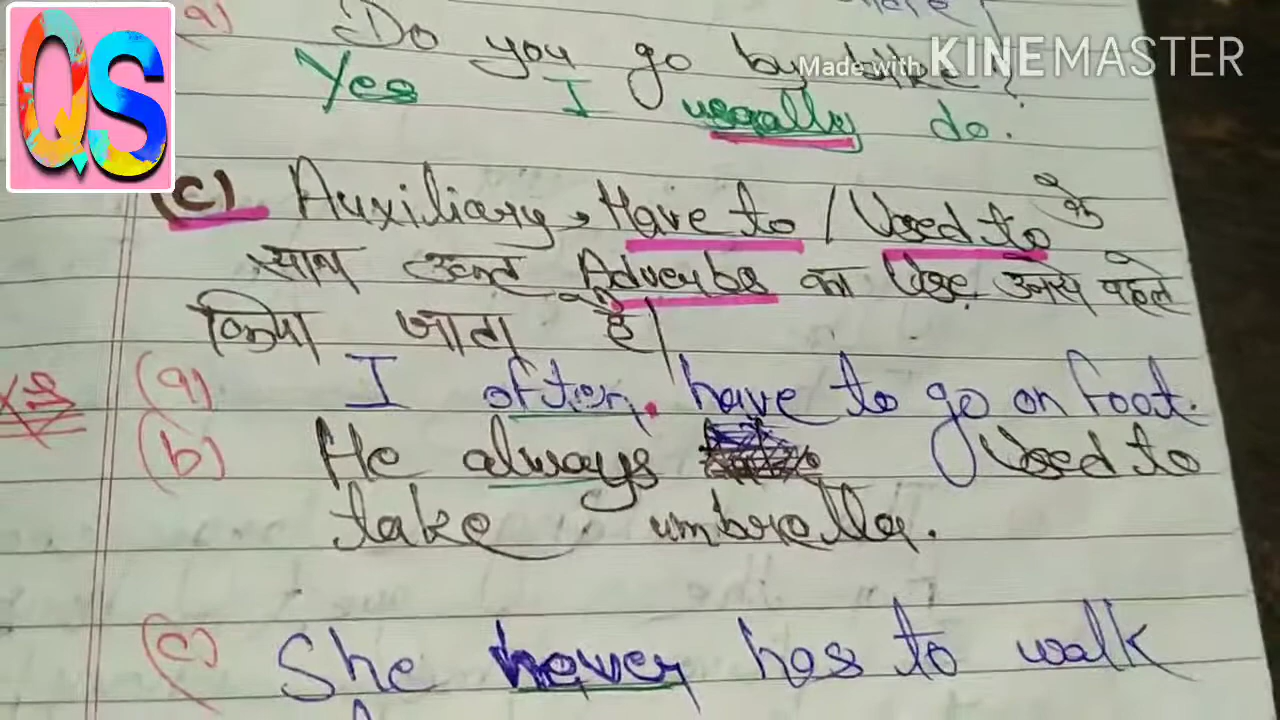 QS
Made with KINEMASTER
(a) Do you go by bike?
Yes I usually do.
(C) Auxiliary, Have to / Used to के
साथ उक्त Adverbs का Use उनसे पहले
किया जाता है।
(a) I often have to go on foot.
(b) He always Used to
take umbrella.
(c) She never has to walk